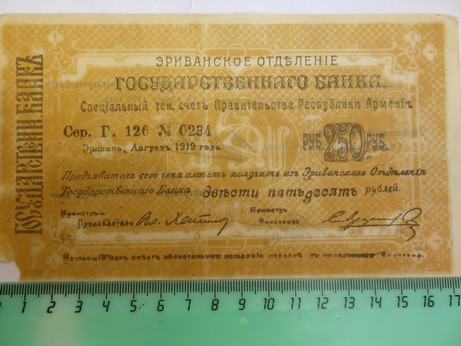 ЭРИВАНСКОЕ ОТДѢЛЕНІЕ
ГОСУДАРСТВЕННАГО БАНКА.
Спеціальный тек. счетъ Правительства Республики Арменіи.
Сер. Г. 126 № 0234
Эривань, Августъ 1919 года.
РУБ. 250 РУБ.
Предъявитель сего чека имѣетъ получить изъ Эриванскаго Отдѣленія
Государственнаго Банка двѣсти пятьдесятъ рублей.
Министръ-
Предсѣдатель
Министръ
Финансовъ
ГОСУДАРСТВ. БАНКЪ
1 2 3 4 5 6 7 8 9 10 11 12 13 14 15 16 17